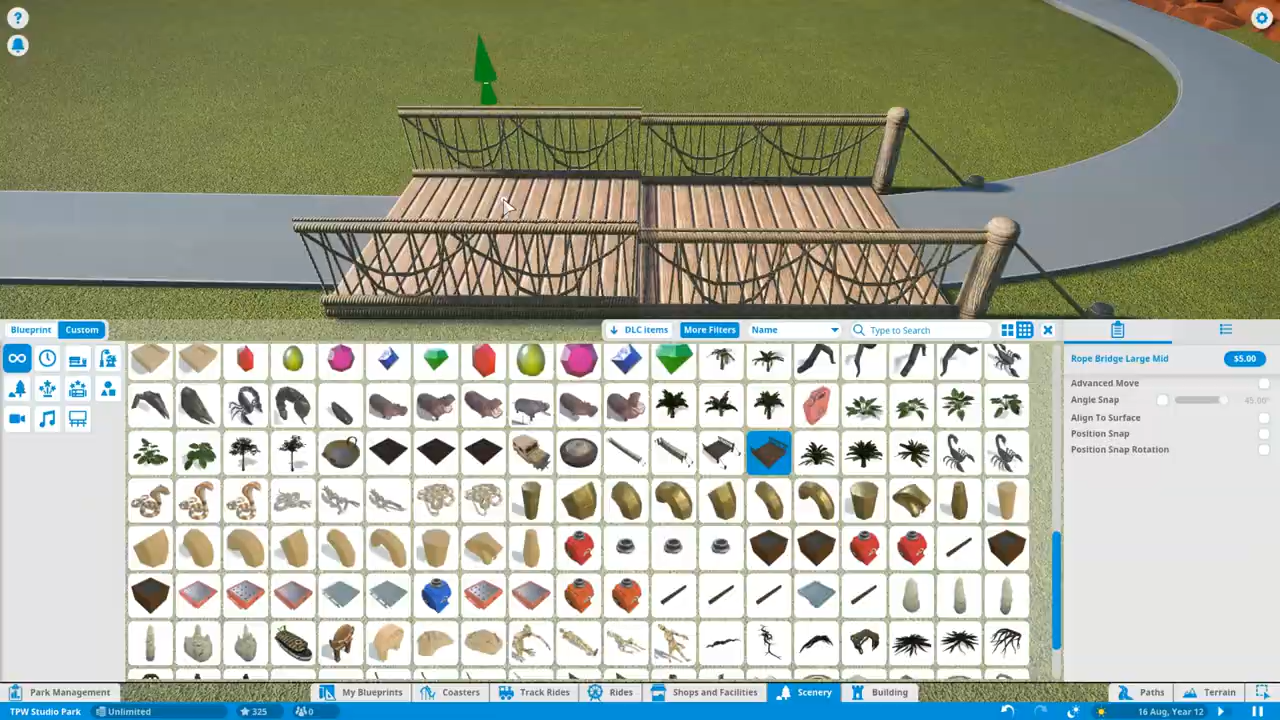 ?
Blueprint Custom DLC items More Filters Name Type to Search
Rope Bridge Large Mid $5.00
Advanced Move
Angle Snap 45.00°
Align To Surface
Position Snap
Position Snap Rotation
Park Management My Blueprints Coasters Track Rides Rides Shops and Facilities Scenery Building Paths Terrain
TPW Studio Park Unlimited 325 0 16 Aug, Year 12